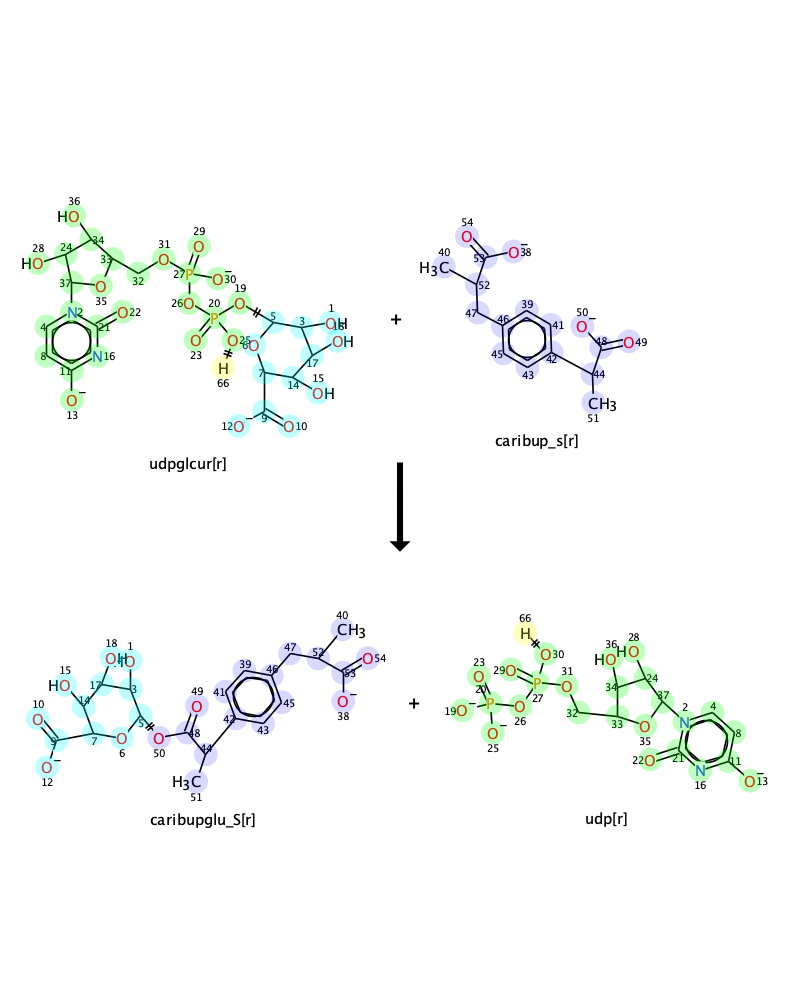 36
HO
29
O
28
HO
24
34
33
31
O
27
P
O
30
−
32
37
O
35
26
O
20
P
19
O
5
3
1
OH
18
OH
4
N
2
O
22
21
8
N
16
11
O
−
13
O
23
O
25
H
66
6
O
7
17
14
15
OH
12
O
−
9
O
10
udpglcur[r]
+
54
O
53
O
−
38
40
H₃C
52
47
46
39
41
45
43
42
50
O
−
48
O
49
44
CH₃
51
caribup_s[r]
18
OH
1
HO
15
HO
17
3
14
10
O
9
12
O
−
7
6
O
5
O
50
49
O
48
44
H₃C
51
42
41
39
46
45
43
47
52
40
CH₃
53
O
54
O
−
38
caribupglu_S[r]
+
66
H
O
30
29
O
P
27
31
O
23
O
20
P
19
O
−
O
26
O
−
25
32
36
HO
28
HO
34
24
37
33
O
35
2
N
4
8
11
O
−
13
N
16
21
22
O
udp[r]